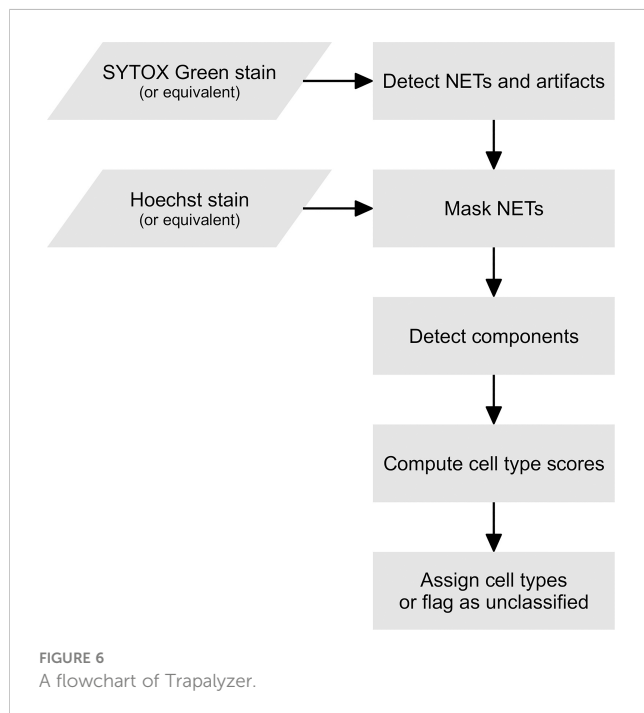 SYTOX Green stain
(or equivalent)
Detect NETs and artifacts
Hoechst stain
(or equivalent)
Mask NETs
Detect components
Compute cell type scores
Assign cell types
or flag as unclassified
FIGURE 6
A flowchart of Trapalyzer.